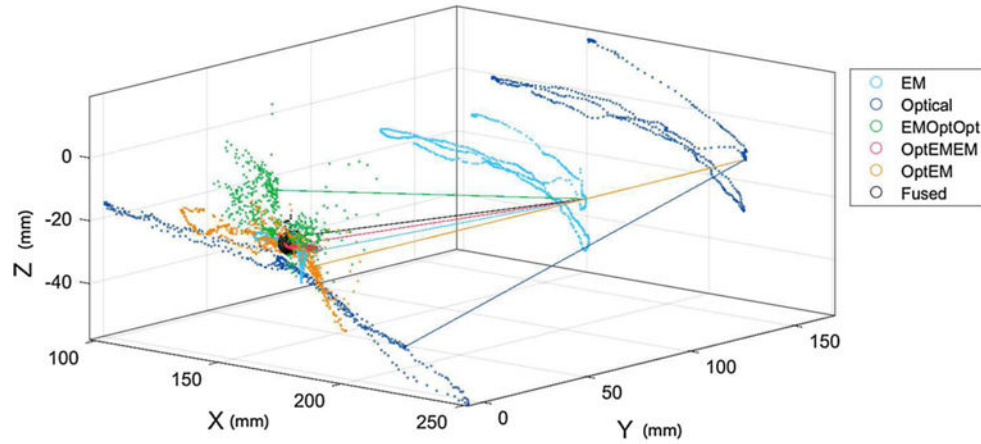 EM
Optical
EMOptOpt
OptEMEM
OptEM
Fused
0
-20
-40
Z (mm)
100
150
200
250
X (mm)
0
50
100
150
Y (mm)